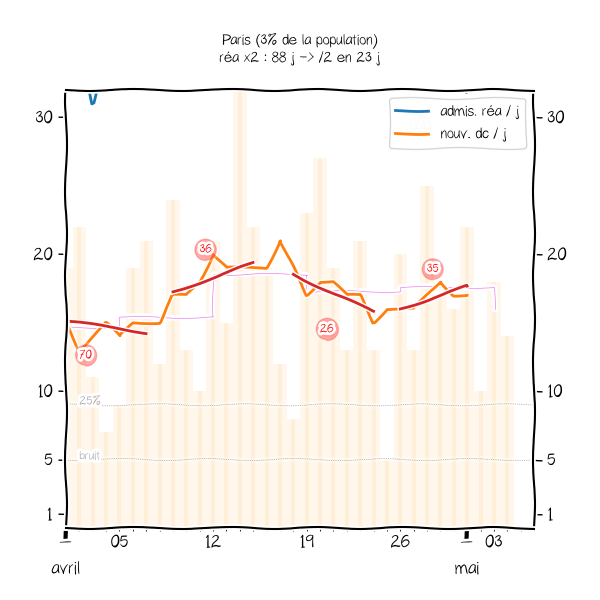 Paris (3% de la population)
réa x2 : 88 j -> /2 en 23 j
admis. réa / j
nouv. dc / j
30
30
20
20
10
10
5
5
1
1
36
35
26
70
25%
bruit
05
12
19
26
03
avril
mai